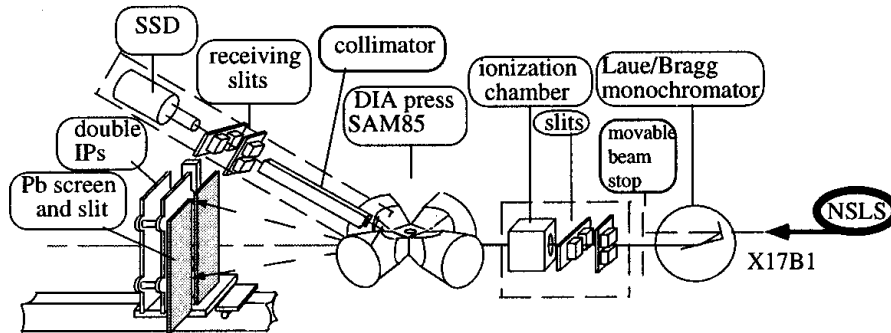 SSD
receiving
slits
collimator
ionization
chamber
Laue/Bragg
monochromator
DIA press
SAM85
slits
movable
beam
stop
double
IPs
Pb screen
and slit
NSLS
X17B1